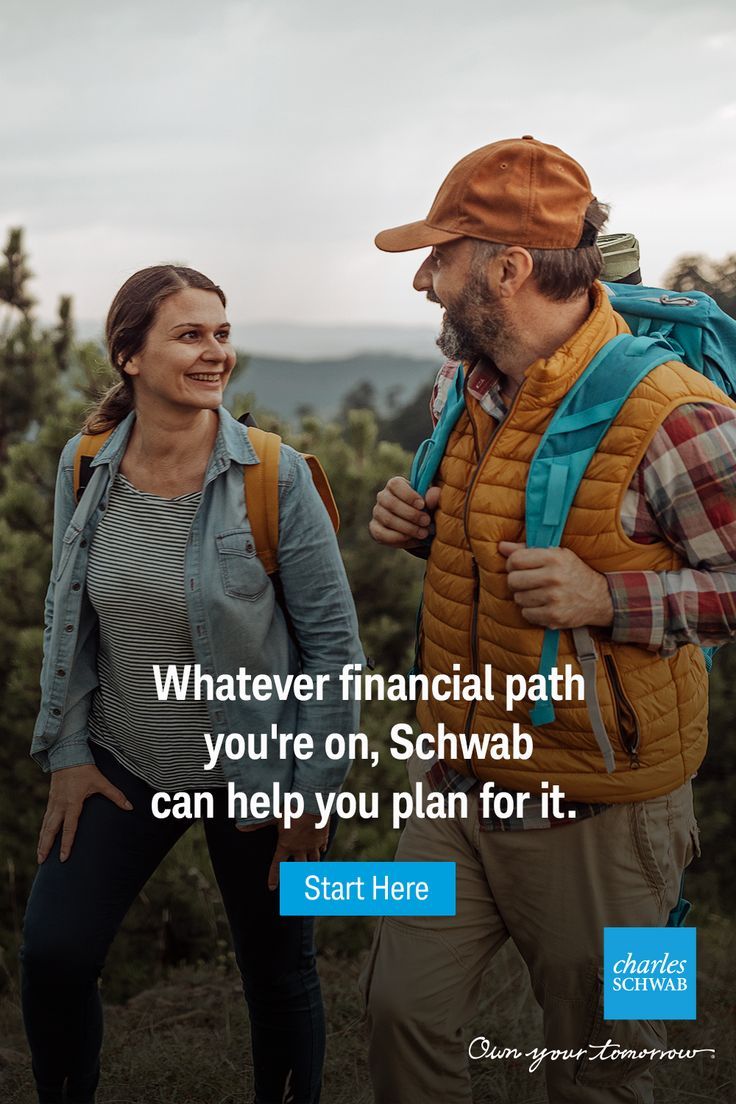 Whatever financial path
you're on, Schwab
can help you plan for it.
Start Here
charles
SCHWAB
Own your tomorrow.